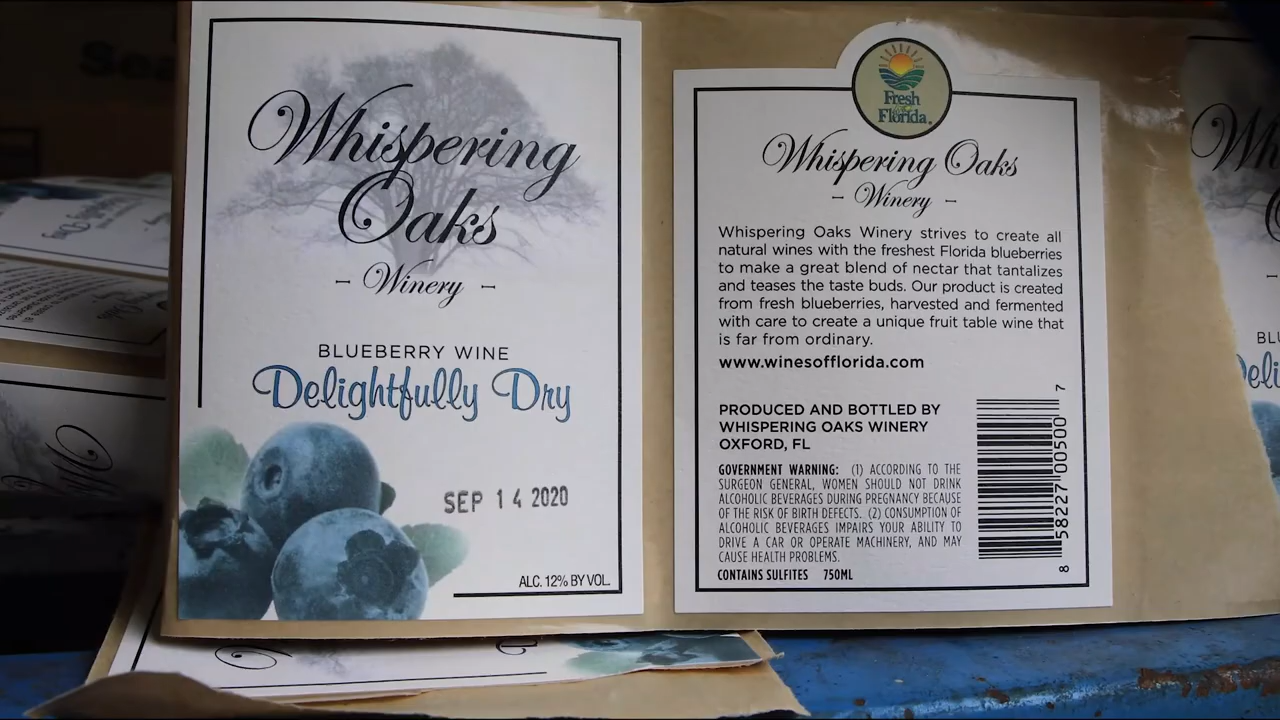 Whispering
Oaks
- Winery -
BLUEBERRY WINE
Delightfully Dry
SEP 14 2020
ALC. 12% BY VOL.
Fresh
Florida®
Whispering Oaks
- Winery -
Whispering Oaks Winery strives to create all
natural wines with the freshest Florida blueberries
to make a great blend of nectar that tantalizes
and teases the taste buds. Our product is created
from fresh blueberries, harvested and fermented
with care to create a unique fruit table wine that
is far from ordinary.
www.winesofflorida.com
PRODUCED AND BOTTLED BY
WHISPERING OAKS WINERY
OXFORD, FL
GOVERNMENT WARNING: (1) ACCORDING TO THE
SURGEON GENERAL, WOMEN SHOULD NOT DRINK
ALCOHOLIC BEVERAGES DURING PREGNANCY BECAUSE
OF THE RISK OF BIRTH DEFECTS. (2) CONSUMPTION OF
ALCOHOLIC BEVERAGES IMPAIRS YOUR ABILITY TO
DRIVE A CAR OR OPERATE MACHINERY, AND MAY
CAUSE HEALTH PROBLEMS.
CONTAINS SULFITES 750ML
8 58227 00500 7